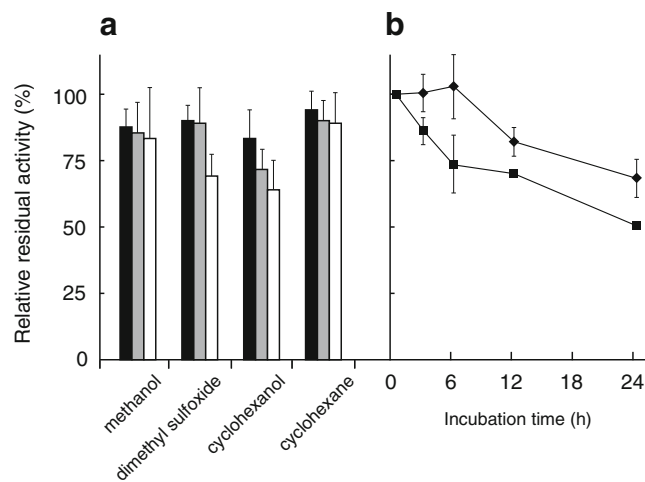 a
b
Relative residual activity (%)
100
75
50
25
0
methanol
dimethyl sulfoxide
cyclohexanol
cyclohexane
0 6 12 18 24
Incubation time (h)